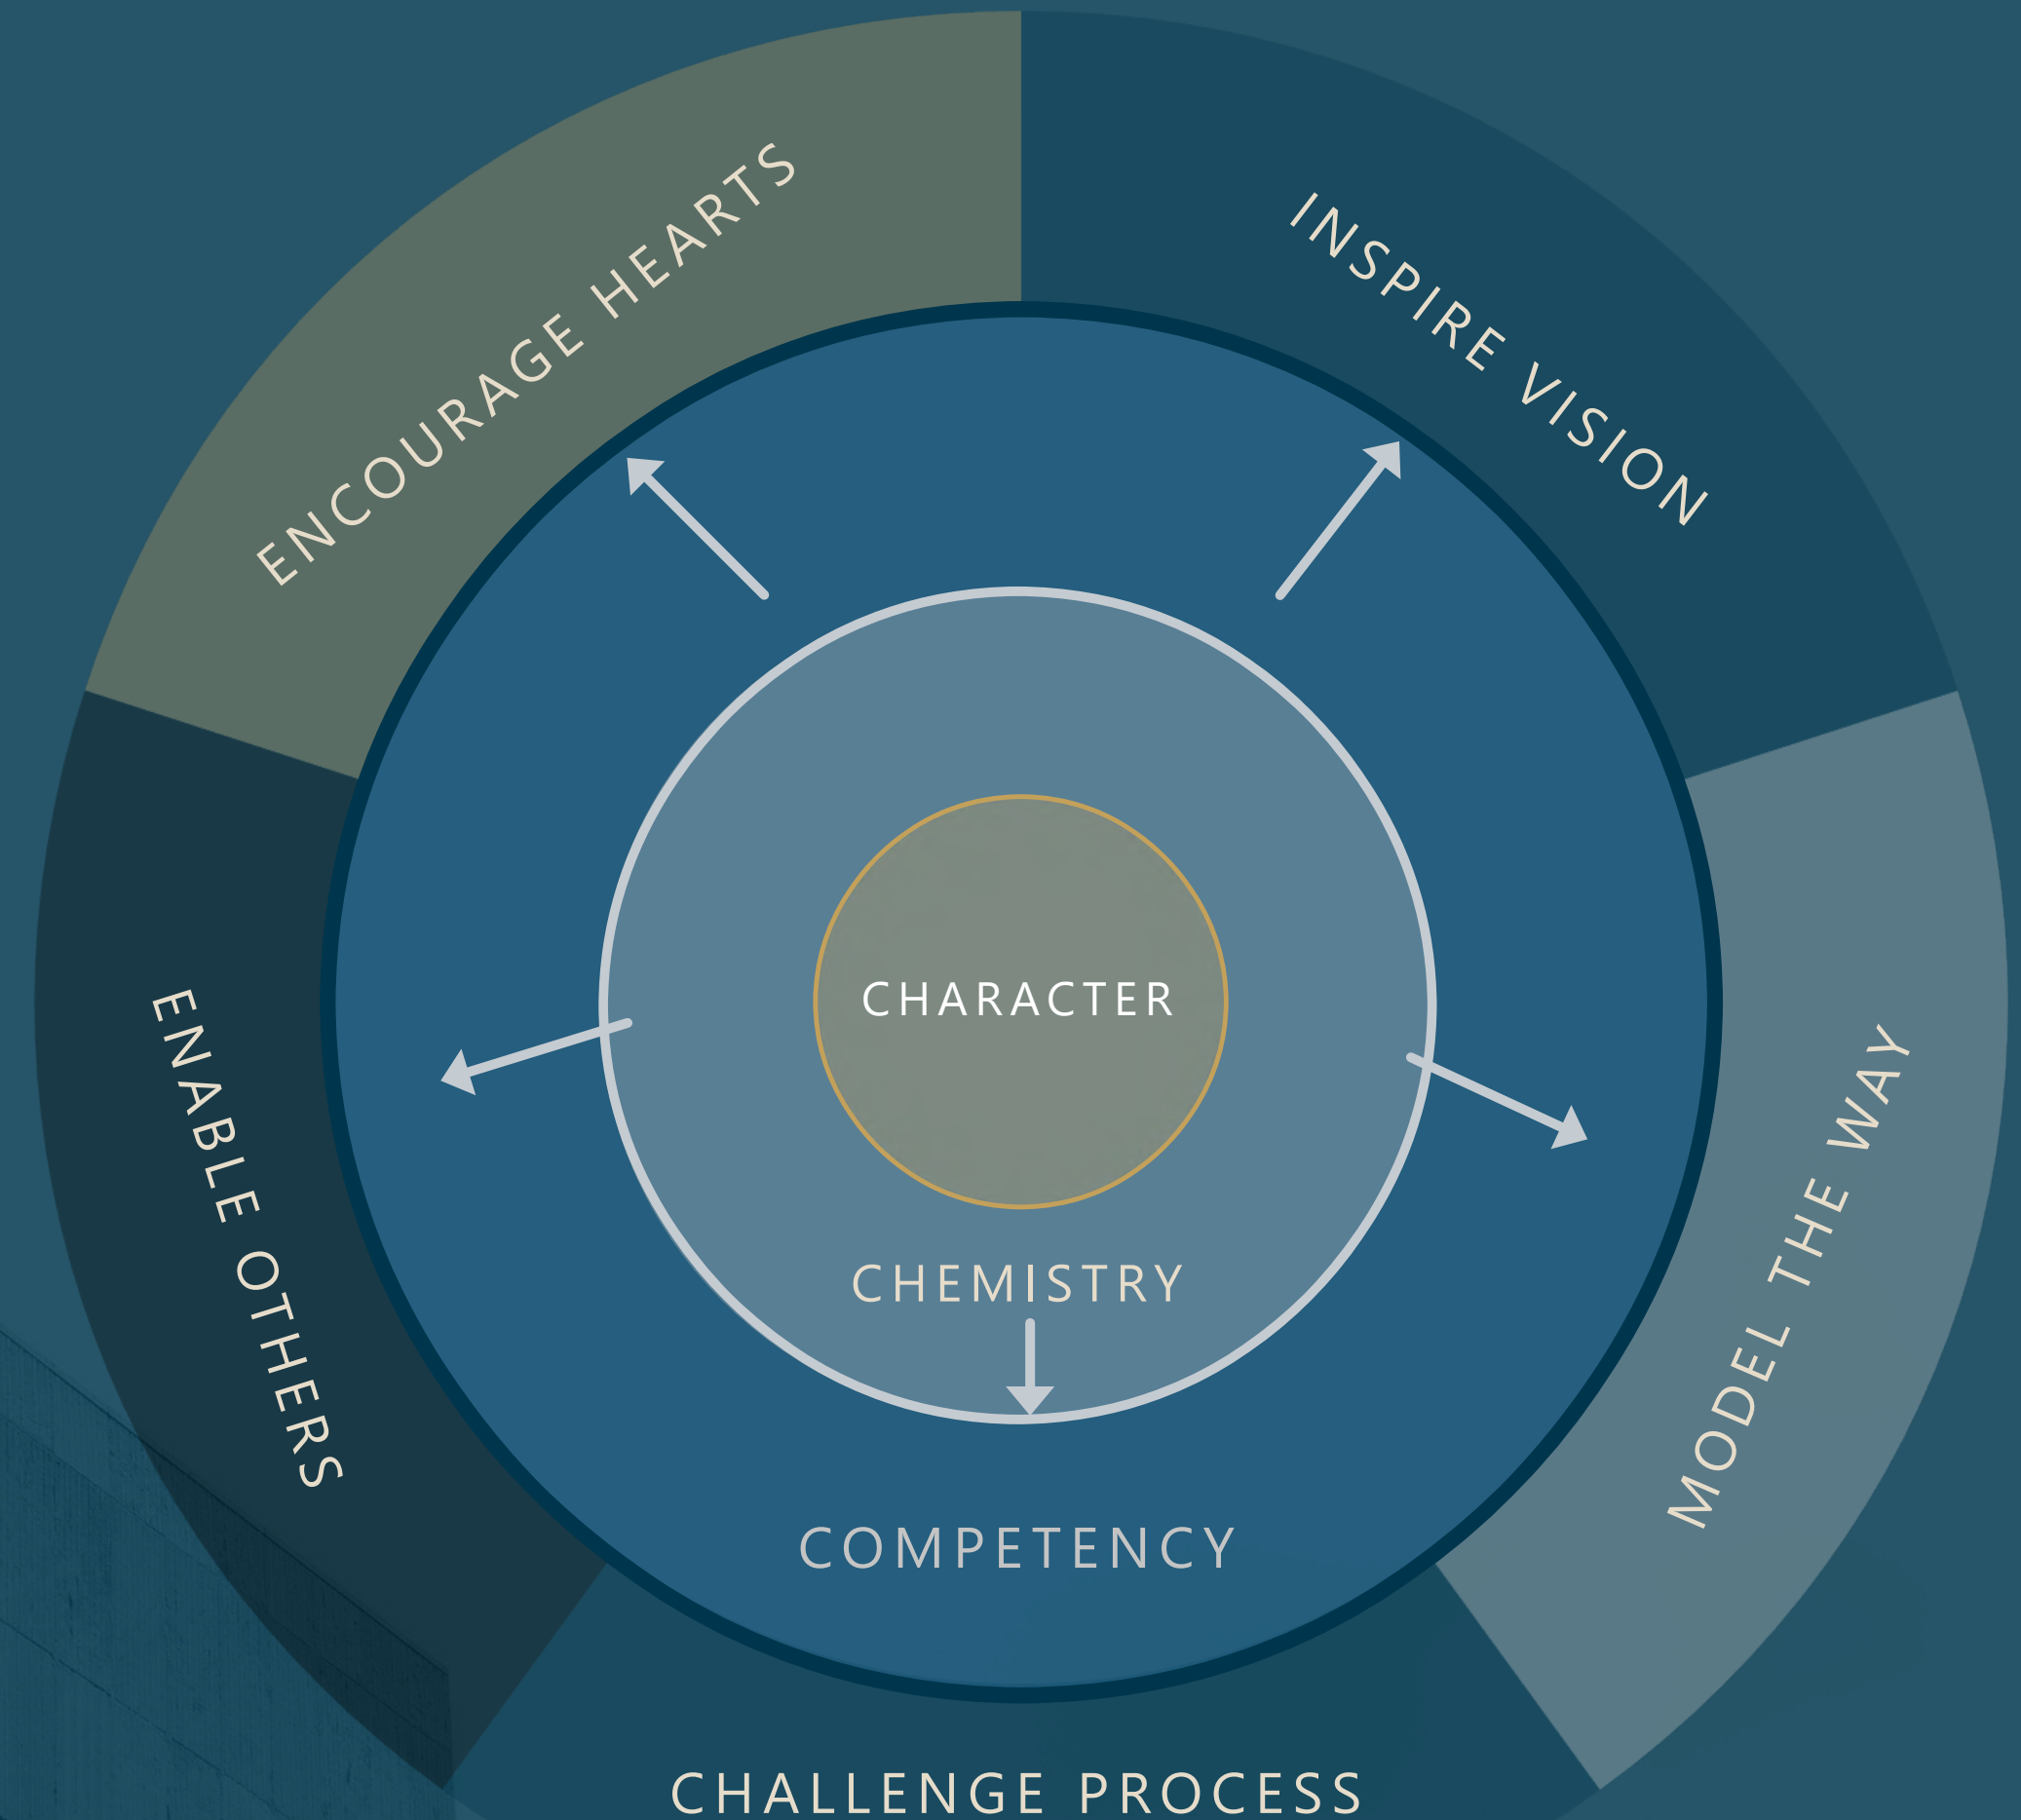 ENCOURAGE HEARTS
INSPIRE VISION
CHARACTER
ENABLE OTHERS
MODEL THE WAY
CHEMISTRY
COMPETENCY
CHALLENGE PROCESS